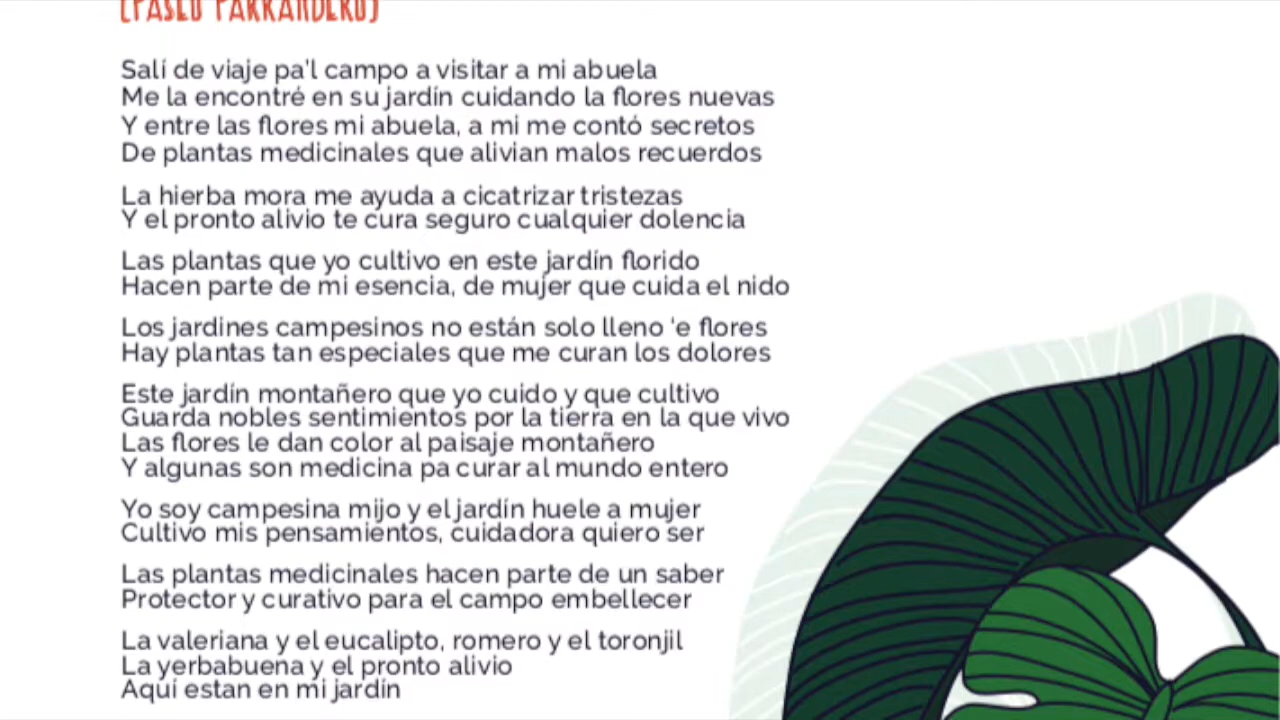 (PASEO PARRANDERO)
Salí de viaje pa'l campo a visitar a mi abuela
Me la encontré en su jardín cuidando la flores nuevas
Y entre las flores mi abuela, a mi me contó secretos
De plantas medicinales que alivian malos recuerdos
La hierba mora me ayuda a cicatrizar tristezas
Y el pronto alivio te cura seguro cualquier dolencia
Las plantas que yo cultivo en este jardín florido
Hacen parte de mi esencia, de mujer que cuida el nido
Los jardines campesinos no están solo lleno 'e flores
Hay plantas tan especiales que me curan los dolores
Este jardín montañero que yo cuido y que cultivo
Guarda nobles sentimientos por la tierra en la que vivo
Las flores le dan color al paisaje montañero
Y algunas son medicina pa curar al mundo entero
Yo soy campesina mijo y el jardín huele a mujer
Cultivo mis pensamientos, cuidadora quiero ser
Las plantas medicinales hacen parte de un saber
Protector y curativo para el campo embellecer
La valeriana y el eucalipto, romero y el toronjil
La yerbabuena y el pronto alivio
Aquí estan en mi jardín